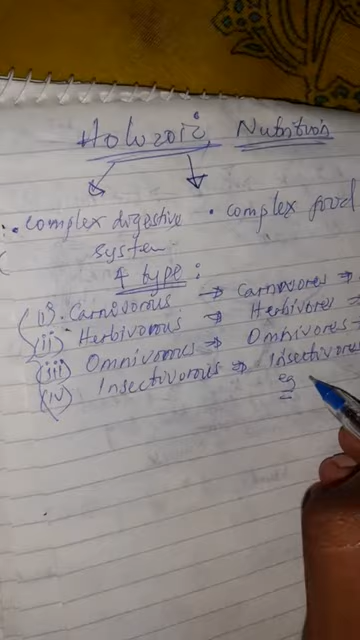 Holozoic Nutrition
• complex digestive • complex food
system
4 type :
(i) Carnivorous → Carnivores →
(ii) Herbivorous → Herbivores →
(iii) Omnivorous → Omnivores →
(iv) Insectivorous → Insectivores
eg